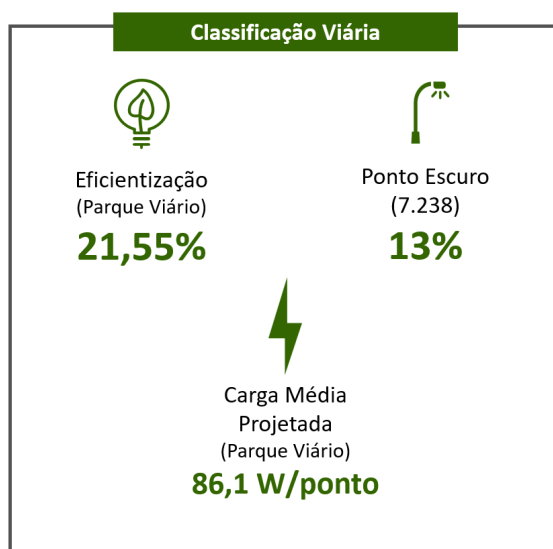 Classificação Viária
Eficientização
(Parque Viário)
21,55%
Ponto Escuro
(7.238)
13%
Carga Média
Projetada
(Parque Viário)
86,1 W/ponto